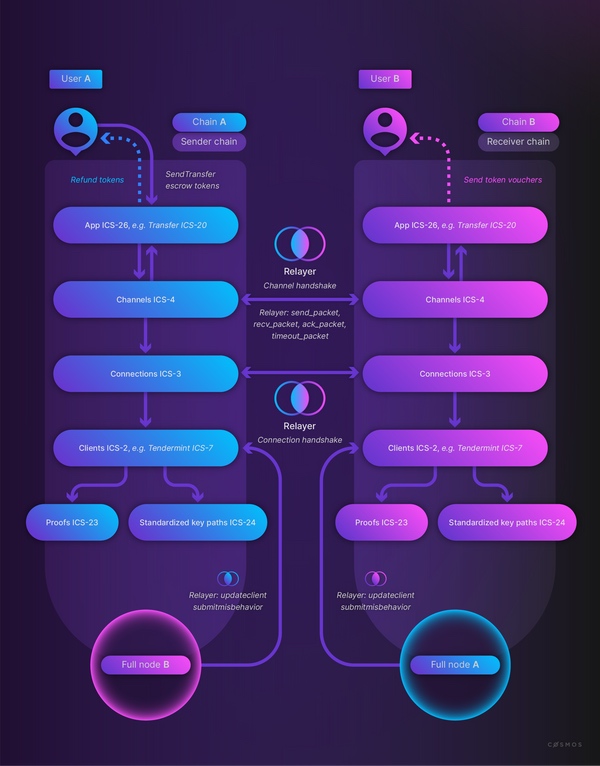 User A
User B
Chain A
Sender chain
Chain B
Receiver chain
Refund tokens
SendTransfer
escrow tokens
Send token vouchers
App ICS-26, e.g. Transfer ICS-20
App ICS-26, e.g. Transfer ICS-20
Relayer
Channel handshake
Channels ICS-4
Channels ICS-4
Relayer: send_packet,
recv_packet, ack_packet,
timeout_packet
Connections ICS-3
Connections ICS-3
Relayer
Connection handshake
Clients ICS-2, e.g. Tendermint ICS-7
Clients ICS-2, e.g. Tendermint ICS-7
Proofs ICS-23
Standardized key paths ICS-24
Proofs ICS-23
Standardized key paths ICS-24
Relayer: updateclient
submitmisbehavior
Relayer: updateclient
submitmisbehavior
Full node B
Full node A
COSMOS